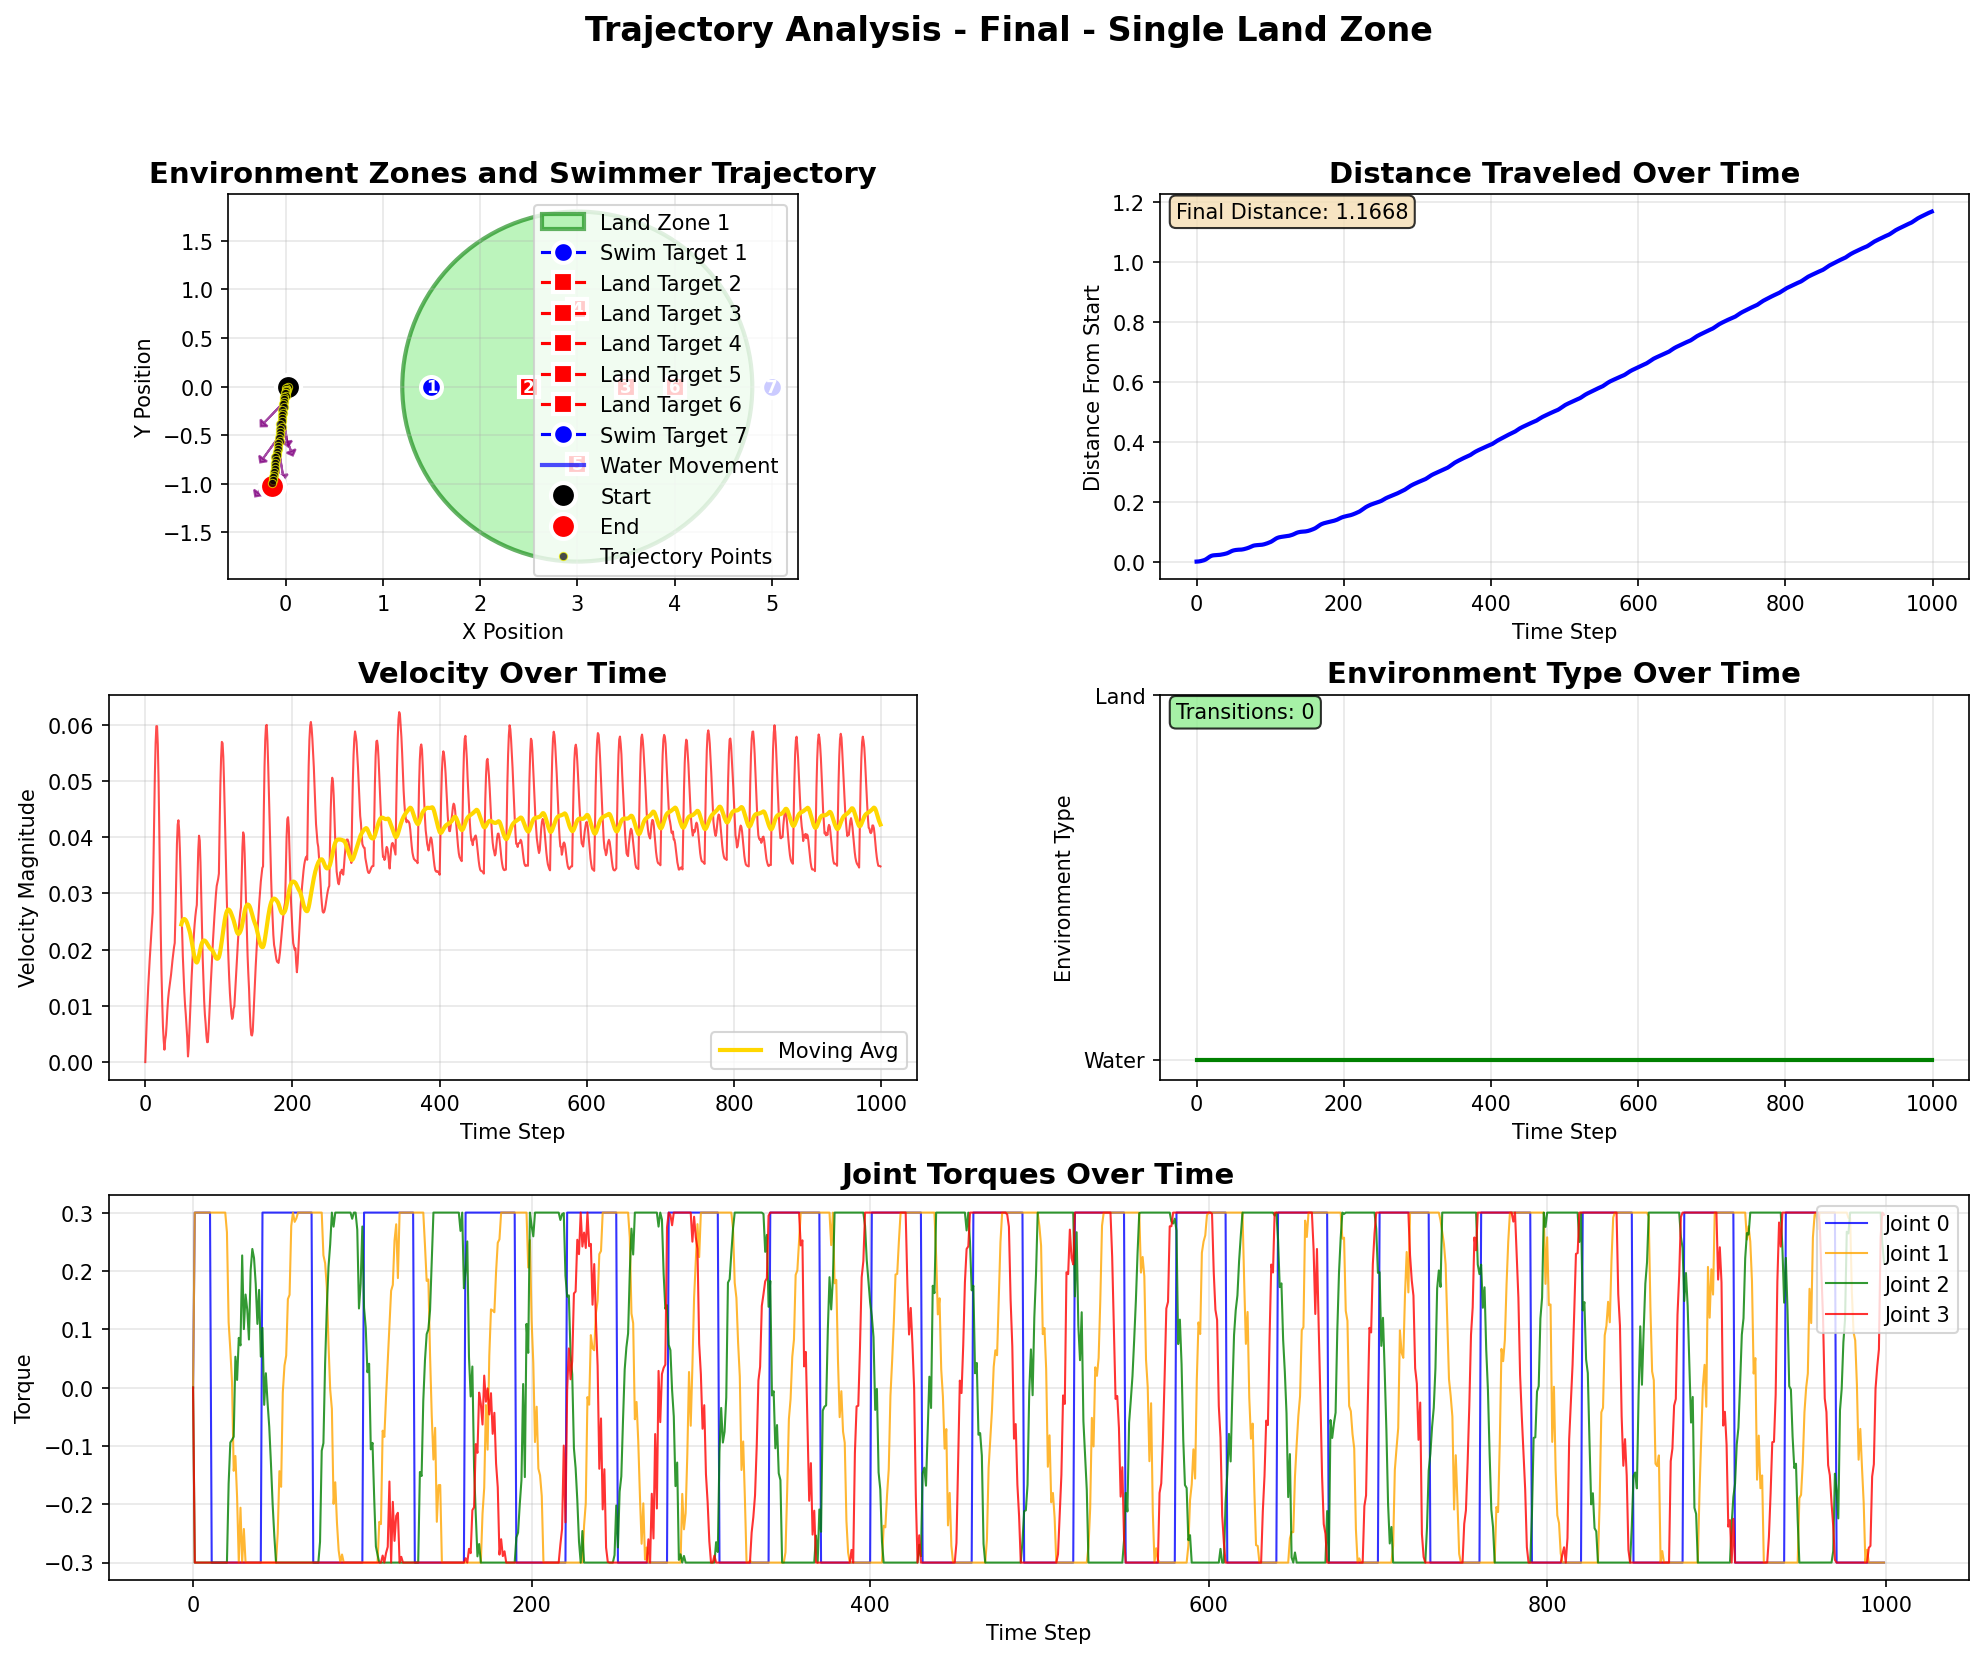 Trajectory Analysis - Final - Single Land Zone
Environment Zones and Swimmer Trajectory
Land Zone 1
Swim Target 1
Land Target 2
Land Target 3
Land Target 4
Land Target 5
Land Target 6
Swim Target 7
Water Movement
Start
End
Trajectory Points
1
2
3
4
5
6
7
Y Position
1.5
1.0
0.5
0.0
−0.5
−1.0
−1.5
0 1 2 3 4 5
X Position
Distance Traveled Over Time
Final Distance: 1.1668
Distance From Start
1.2
1.0
0.8
0.6
0.4
0.2
0.0
0 200 400 600 800 1000
Time Step
Velocity Over Time
Velocity Magnitude
0.06
0.05
0.04
0.03
0.02
0.01
0.00
Moving Avg
0 200 400 600 800 1000
Time Step
Environment Type Over Time
Transitions: 0
Environment Type
Land
Water
0 200 400 600 800 1000
Time Step
Joint Torques Over Time
Torque
0.3
0.2
0.1
0.0
−0.1
−0.2
−0.3
Joint 0
Joint 1
Joint 2
Joint 3
0 200 400 600 800 1000
Time Step